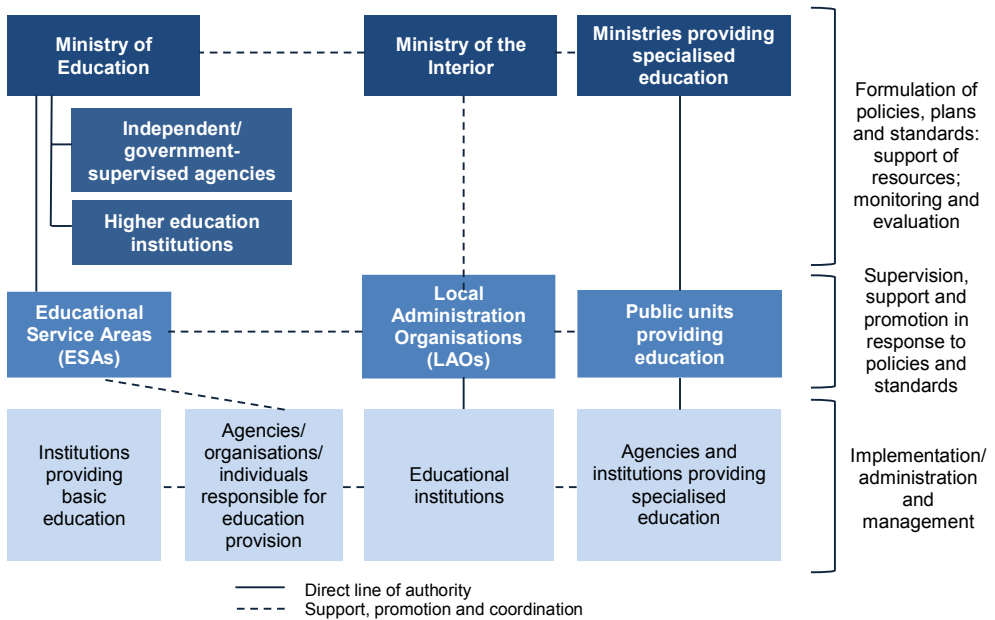 Ministry of
Education
Ministry of the
Interior
Ministries providing
specialised
education
Independent/
government-
supervised agencies
Higher education
institutions
Formulation of
policies, plans
and standards:
support of
resources;
monitoring and
evaluation
Educational
Service Areas
(ESAs)
Local
Administration
Organisations
(LAOs)
Public units
providing
education
Supervision,
support and
promotion in
response to
policies and
standards
Institutions
providing
basic
education
Agencies/
organisations/
individuals
responsible for
education
provision
Educational
institutions
Agencies and
institutions providing
specialised
education
Implementation/
administration
and
management
Direct line of authority
Support, promotion and coordination